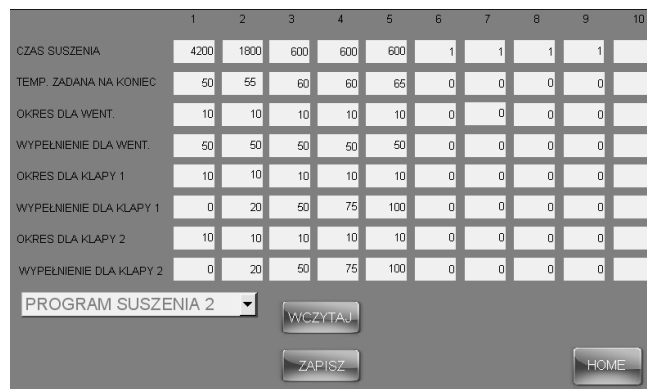 1 2 3 4 5 6 7 8 9 10
CZAS SUSZENIA 4200 1800 600 600 600 1 1 1 1
TEMP. ZADANA NA KONIEC 50 55 60 60 65 0 0 0 0
OKRES DLA WENT. 10 10 10 10 10 0 0 0 0
WYPEŁNIENIE DLA WENT. 50 50 50 50 50 0 0 0 0
OKRES DLA KLAPY 1 10 10 10 10 10 0 0 0 0
WYPEŁNIENIE DLA KLAPY 1 0 20 50 75 100 0 0 0 0
OKRES DLA KLAPY 2 10 10 10 10 10 0 0 0 0
WYPEŁNIENIE DLA KLAPY 2 0 20 50 75 100 0 0 0 0
PROGRAM SUSZENIA 2
WCZYTAJ
ZAPISZ
HOME